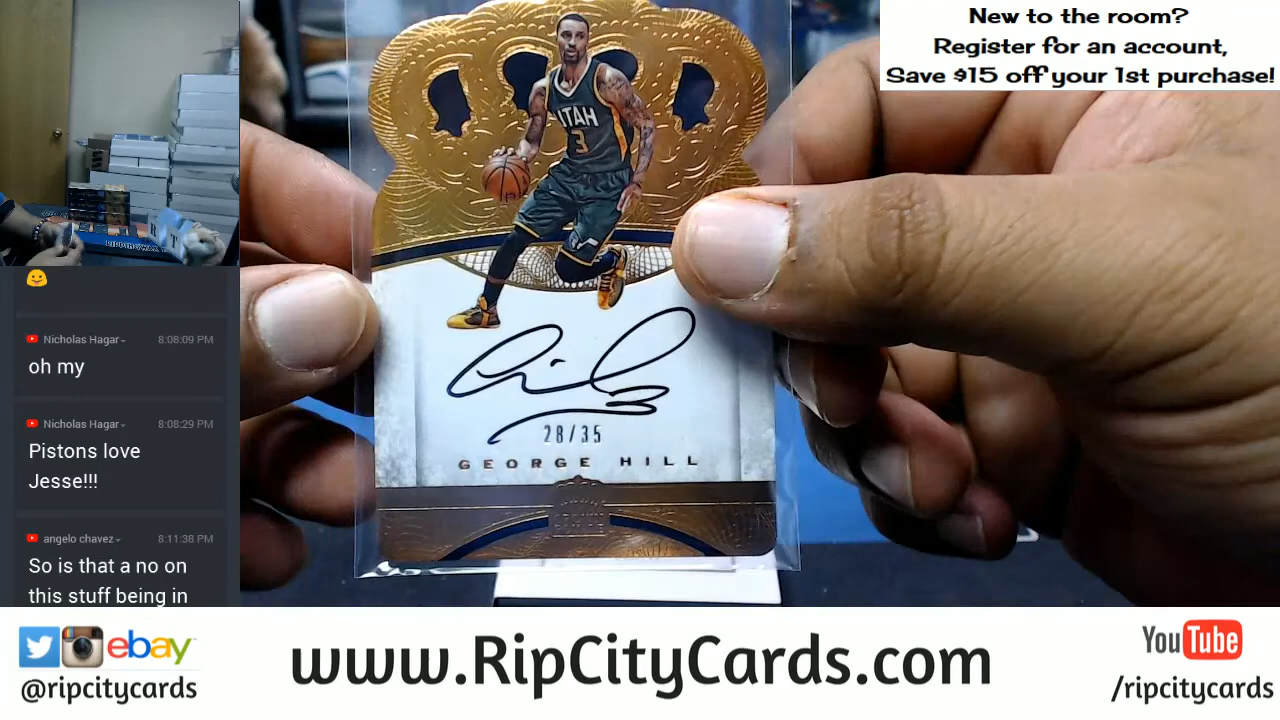 New to the room?
Register for an account,
Save $15 off your 1st purchase!
UTAH
3
28/35
GEORGE HILL
Nicholas Hagar
8:08:09 PM
oh my
Nicholas Hagar
8:08:29 PM
Pistons love
Jesse!!!
angelo chavez
8:11:38 PM
So is that a no on
this stuff being in
ebay
@ripcitycards
www.RipCityCards.com
YouTube
/ripcitycards